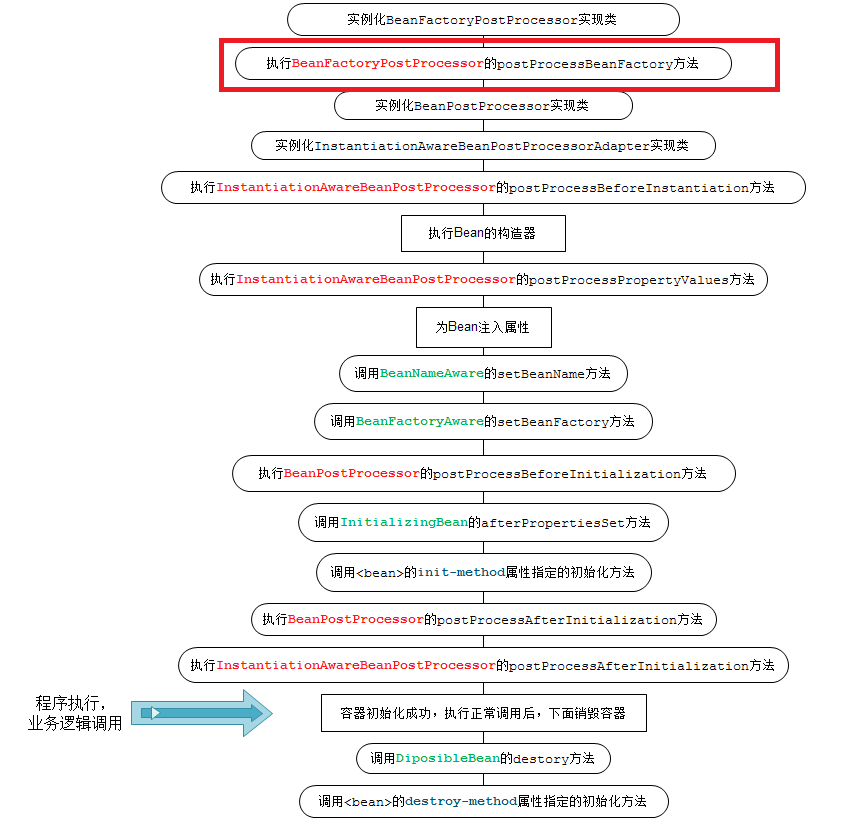 实例化BeanFactoryPostProcessor实现类
执行BeanFactoryPostProcessor的postProcessBeanFactory方法
实例化BeanPostProcessor实现类
实例化InstantiationAwareBeanPostProcessorAdapter实现类
执行InstantiationAwareBeanPostProcessor的postProcessBeforeInstantiation方法
执行Bean的构造器
执行InstantiationAwareBeanPostProcessor的postProcessPropertyValues方法
为Bean注入属性
调用BeanNameAware的setBeanName方法
调用BeanFactoryAware的setBeanFactory方法
执行BeanPostProcessor的postProcessBeforeInitialization方法
调用InitializingBean的afterPropertiesSet方法
调用<bean>的init-method属性指定的初始化方法
执行BeanPostProcessor的postProcessAfterInitialization方法
执行InstantiationAwareBeanPostProcessor的postProcessAfterInitialization方法
程序执行，
业务逻辑调用
容器初始化成功，执行正常调用后，下面销毁容器
调用DiposibleBean的destory方法
调用<bean>的destroy-method属性指定的初始化方法